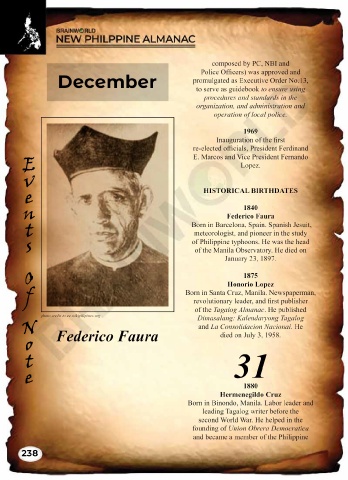 BRAINWORLD
NEW PHILPPINE ALMANAC
December
Events Of Note
Federico Faura
composed by PC, NBI and
Police Officers) was approved and
promulgated as Executive Order No.13,
to serve as guidebook to ensure using
procedures and standards in the
organization, and administration and
operation of local police.
1969
Inauguration of the first
re-elected officials, President Ferdinand
E. Marcos and Vice President Fernando
Lopez.
HISTORICAL BIRTHDATES
1840
Federico Faura
Born in Barcelona, Spain. Spanish Jesuit,
meteorologist, and pioneer in the study
of Philippine typhoons. He was the head
of the Manila Observatory. He died on
January 23, 1897.
1875
Honorio Lopez
Born in Santa Cruz, Manila. Newspaperman,
revolutionary leader, and first publisher
of the Tagalog Almanac. He published
Dimasalang: Kalendaryong Tagalog
and La Consolidacion Nacional. He
died on July 3, 1958.
31
1880
Hermenegildo Cruz
Born in Binondo, Manila. Labor leader and
leading Tagalog writer before the
second World War. He helped in the
founding of Union Obrero Democratica
and became a member of the Philippine
238